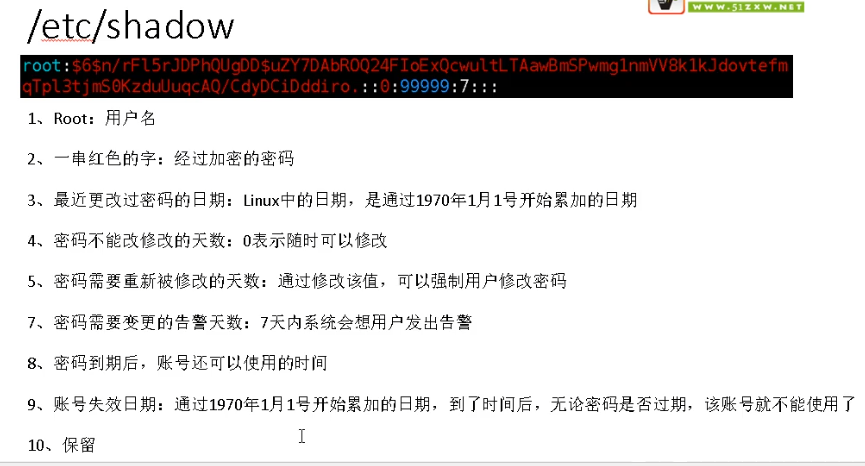 WWW.51ZXW.NET
/etc/shadow
root:$6$n/rFl5rJDPhQUgDD$uZY7DAbROQ24FIoExQcwultLTAawBmSPwmg1nmVV8k1kJdovtefm
qTpl3tjmS0KzduUuqcAQ/CdyDCiDddiro.::0:99999:7:::
1、Root：用户名
2、一串红色的字：经过加密的密码
3、最近更改过密码的日期：Linux中的日期，是通过1970年1月1号开始累加的日期
4、密码不能改修改的天数：0表示随时可以修改
5、密码需要重新被修改的天数：通过修改该值，可以强制用户修改密码
7、密码需要变更的告警天数：7天内系统会想用户发出告警
8、密码到期后，账号还可以使用的时间
9、账号失效日期：通过1970年1月1号开始累加的日期，到了时间后，无论密码是否过期，该账号就不能使用了
10、保留